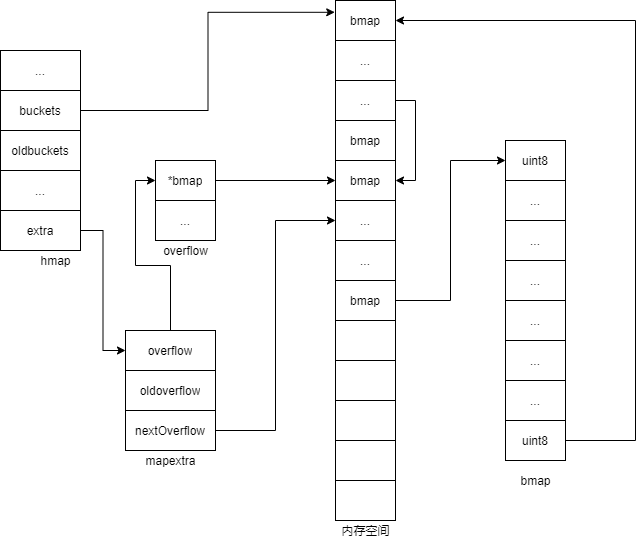 ...
buckets
oldbuckets
...
extra
hmap
*bmap
...
overflow
overflow
oldoverflow
nextOverflow
mapextra
bmap
...
...
bmap
bmap
...
...
bmap
内存空间
uint8
...
...
...
...
...
...
uint8
bmap